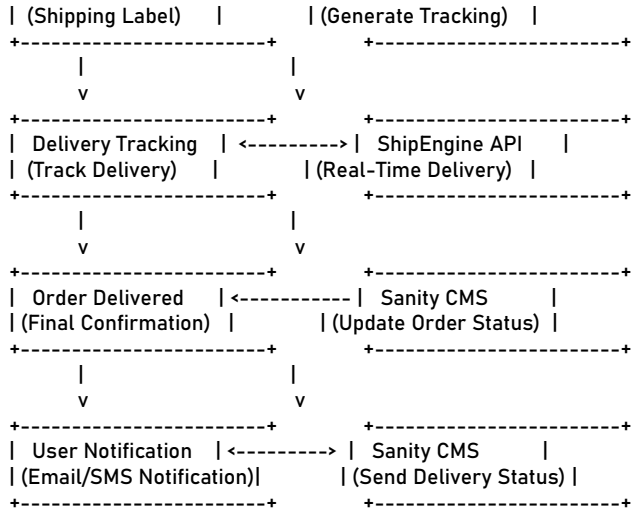 | (Shipping Label)     |          | (Generate Tracking)   |
+------------------------+          +------------------------+
|                              |
v                              v
+------------------------+          +------------------------+
|   Delivery Tracking   | <---------> |   ShipEngine API      |
| (Track Delivery)     |          | (Real-Time Delivery)   |
+------------------------+          +------------------------+
|                              |
v                              v
+------------------------+          +------------------------+
|   Order Delivered     | <----------- |   Sanity CMS        |
| (Final Confirmation)   |          | (Update Order Status)  |
+------------------------+          +------------------------+
|                              |
v                              v
+------------------------+          +------------------------+
|   User Notification   | <---------> |   Sanity CMS        |
| (Email/SMS Notification)|          | (Send Delivery Status) |
+------------------------+          +------------------------+